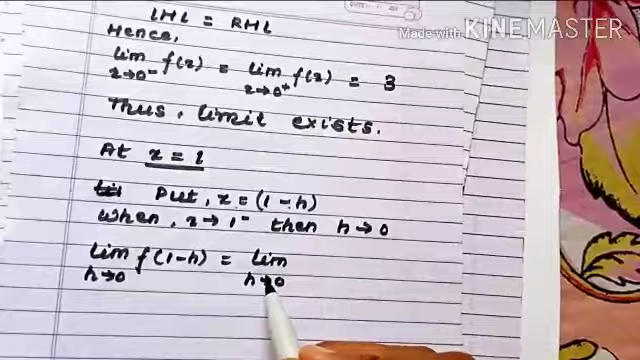 LHL = RHL
Made with KINEMASTER
Hence,
lim f(x) = lim f(x) = 3
x→0⁻ x→0⁺
Thus, limit exists.
At x = 1
Put, x = (1 - h)
when, x → 1⁻ then h → 0
lim f(1-h) = lim
h→0 h→0